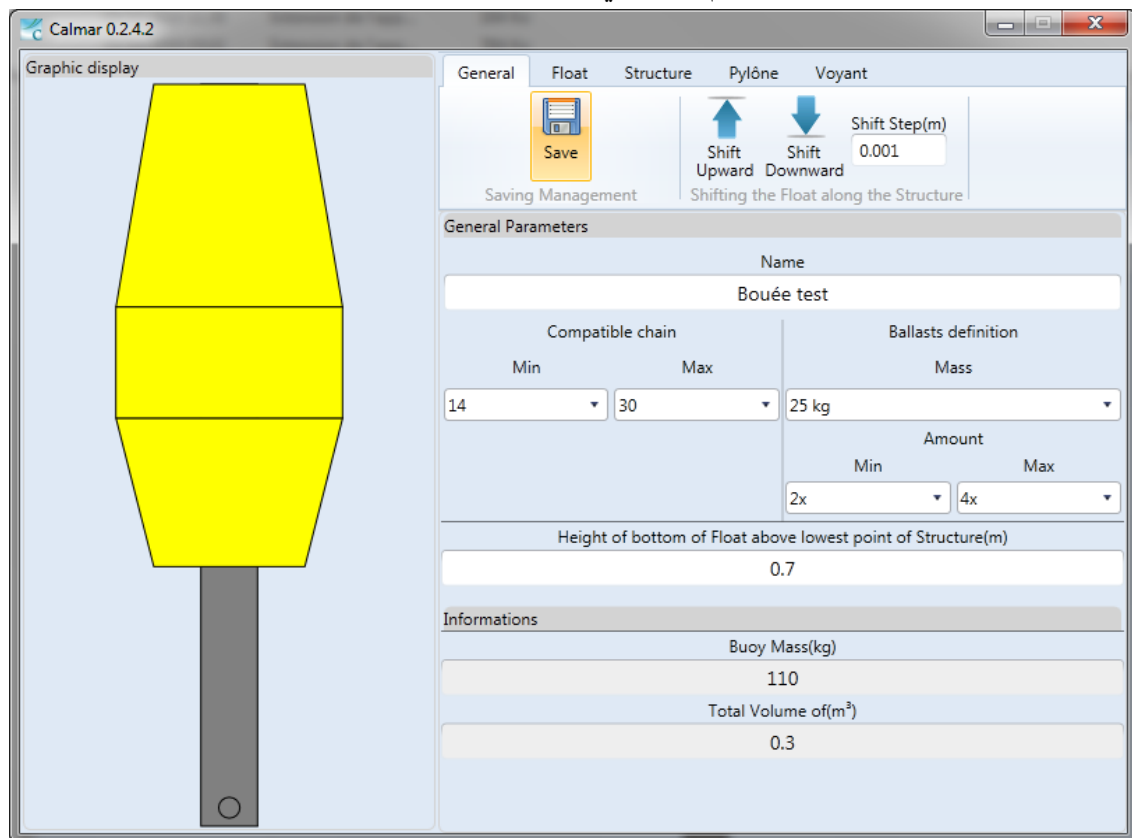 Calmar 0.2.4.2
Graphic display
General Float Structure Pylône Voyant
Save
Shift Upward
Shift Downward
Shift Step(m)
0.001
Saving Management
Shifting the Float along the Structure
General Parameters
Name
Bouée test
Compatible chain
Ballasts definition
Min Max
Mass
14 30
25 kg
Amount
Min Max
2x 4x
Height of bottom of Float above lowest point of Structure(m)
0.7
Informations
Buoy Mass(kg)
110
Total Volume of(m³)
0.3